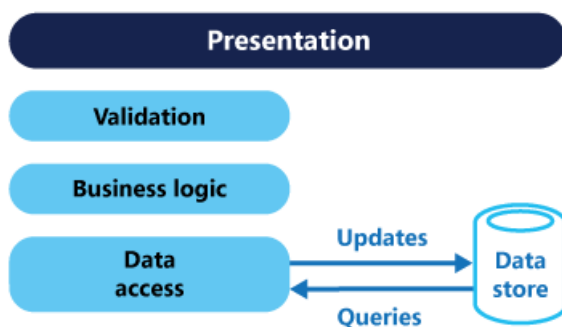 Presentation
Validation
Business logic
Data
access
Updates
Queries
Data
store